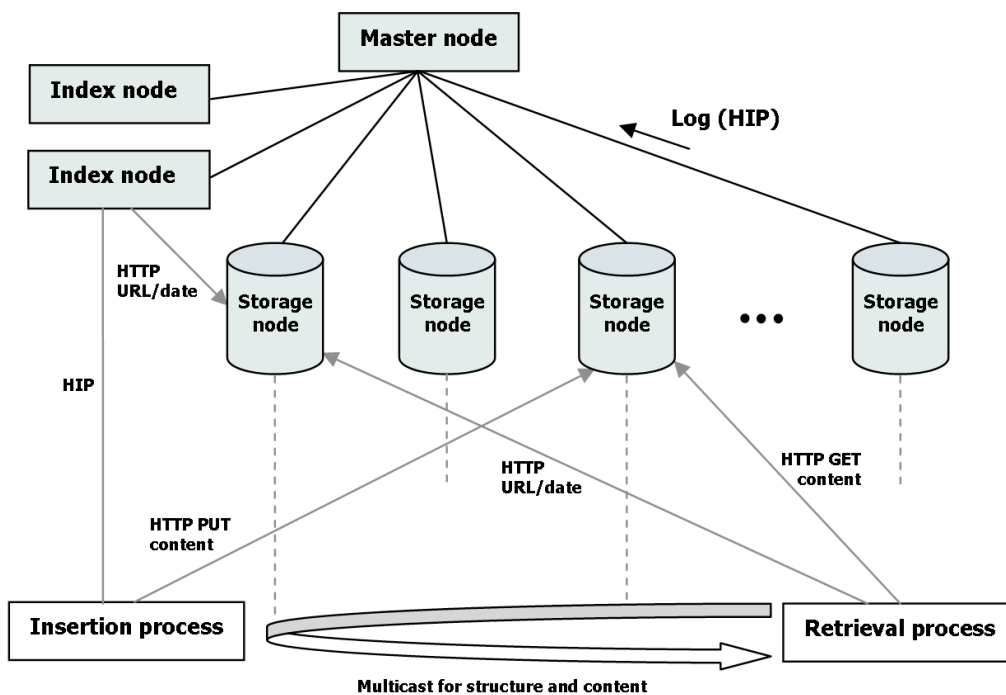 Master node
Index node
Log (HIP)
Index node
HTTP
URL/date
Storage
node
Storage
node
Storage
node
Storage
node
HIP
HTTP
URL/date
HTTP GET
content
HTTP PUT
content
Insertion process
Retrieval process
Multicast for structure and content